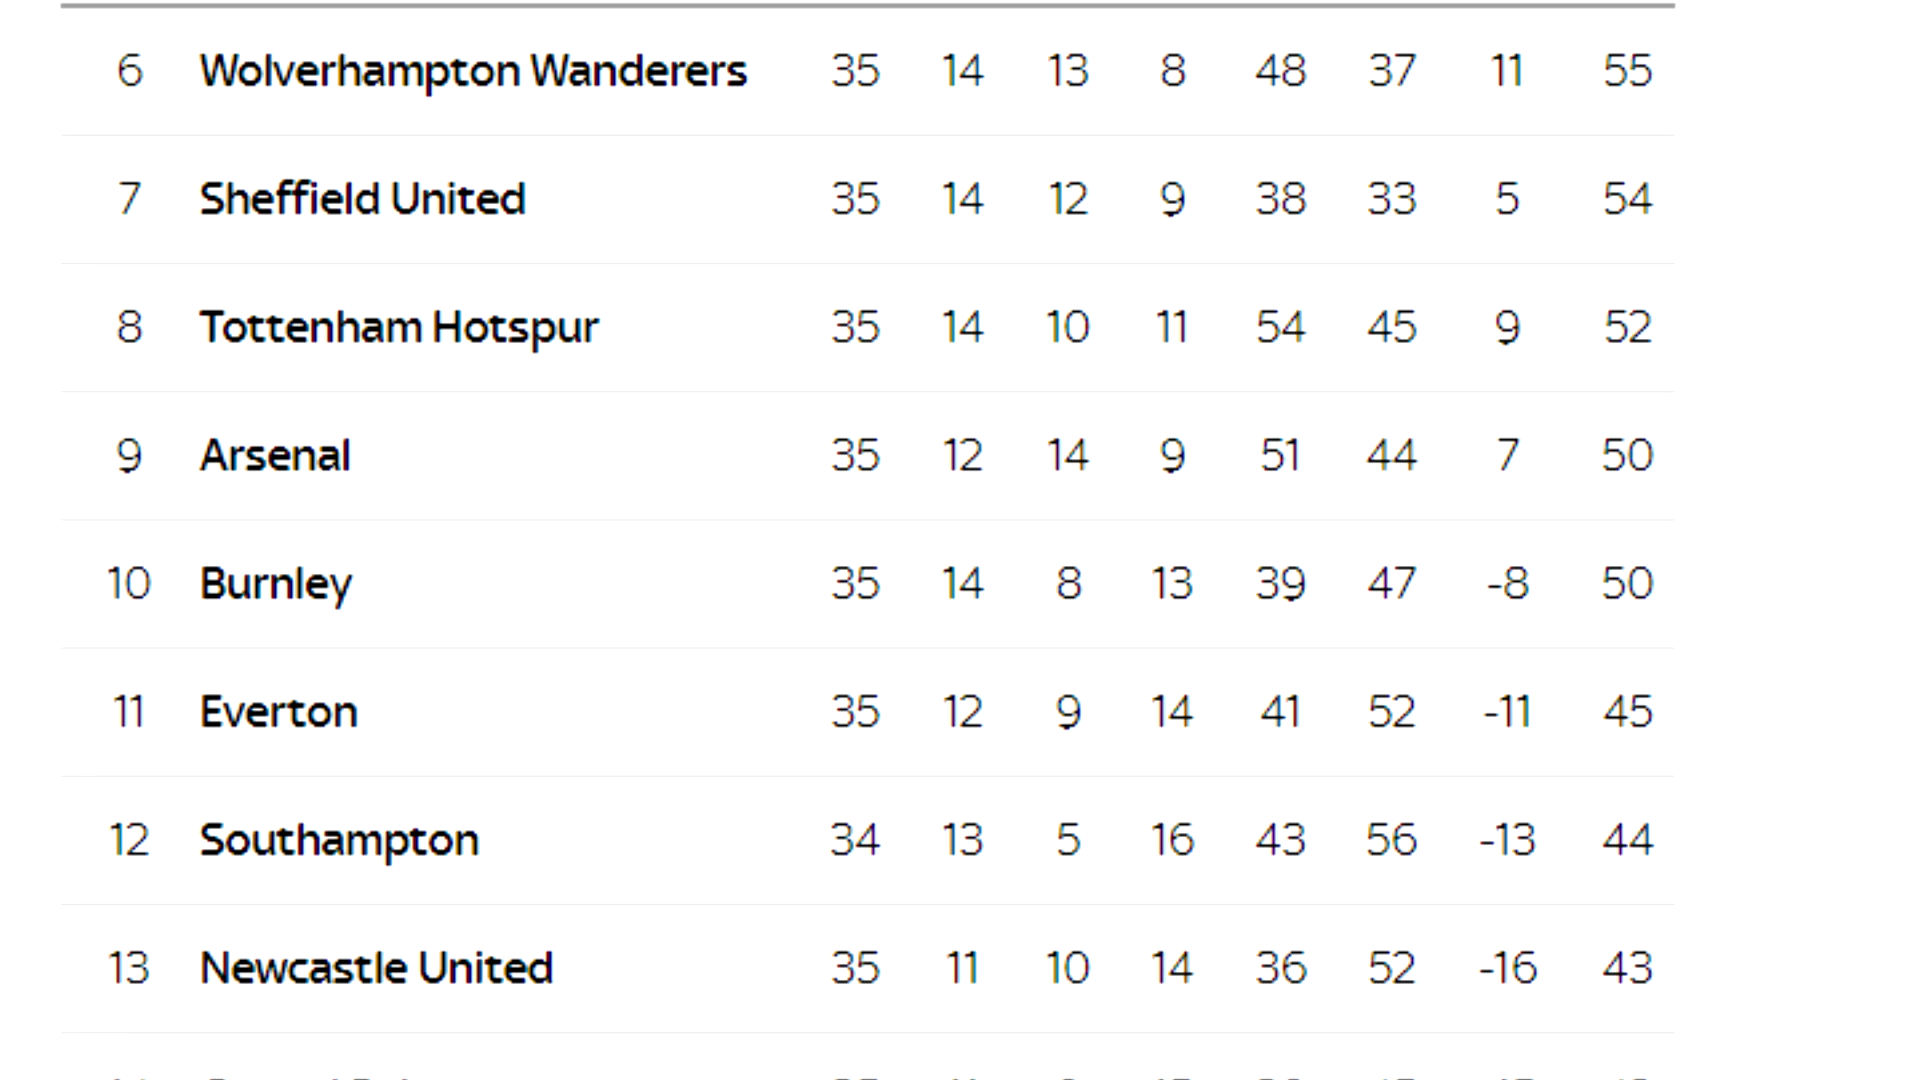 6 Wolverhampton Wanderers 35 14 13 8 48 37 11 55
7 Sheffield United 35 14 12 9 38 33 5 54
8 Tottenham Hotspur 35 14 10 11 54 45 9 52
9 Arsenal 35 12 14 9 51 44 7 50
10 Burnley 35 14 8 13 39 47 -8 50
11 Everton 35 12 9 14 41 52 -11 45
12 Southampton 34 13 5 16 43 56 -13 44
13 Newcastle United 35 11 10 14 36 52 -16 43